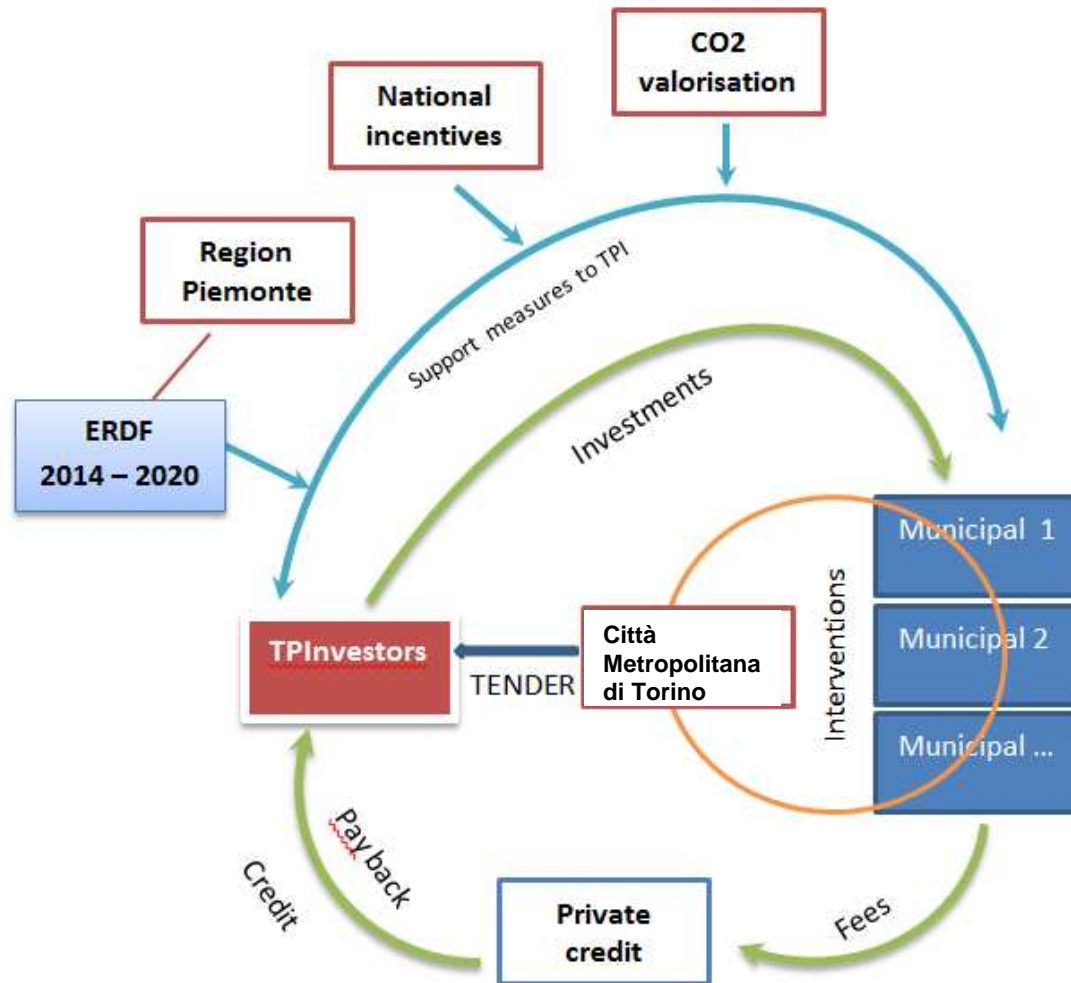 CO2
valorisation
National
incentives
Region
Piemonte
Support measures to TPI
ERDF
2014 – 2020
Investments
Municipal 1
Municipal 2
Municipal ...
Interventions
TPInvestors
TENDER
Città
Metropolitana
di Torino
Pay back
Credit
Private
credit
Fees